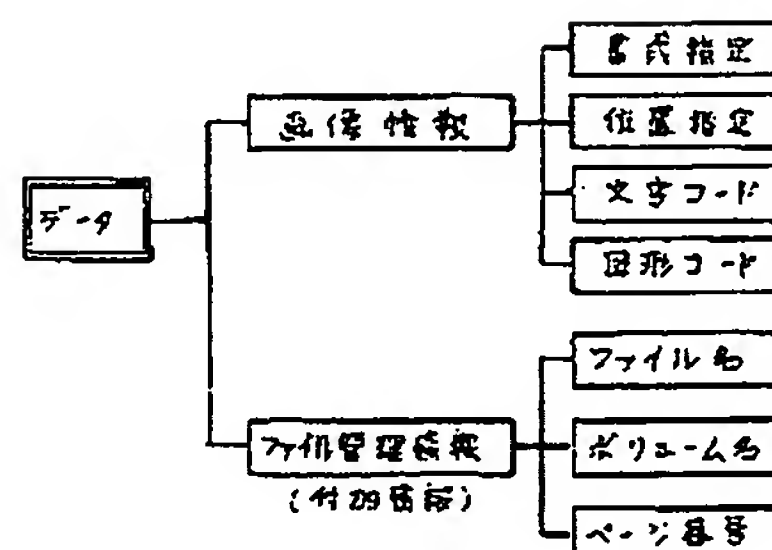 書式指定
画像情報
位置指定
文字コード
データ
図形コード
ファイル名
ファイル管理情報
ボリューム名
(付加情報)
ページ番号